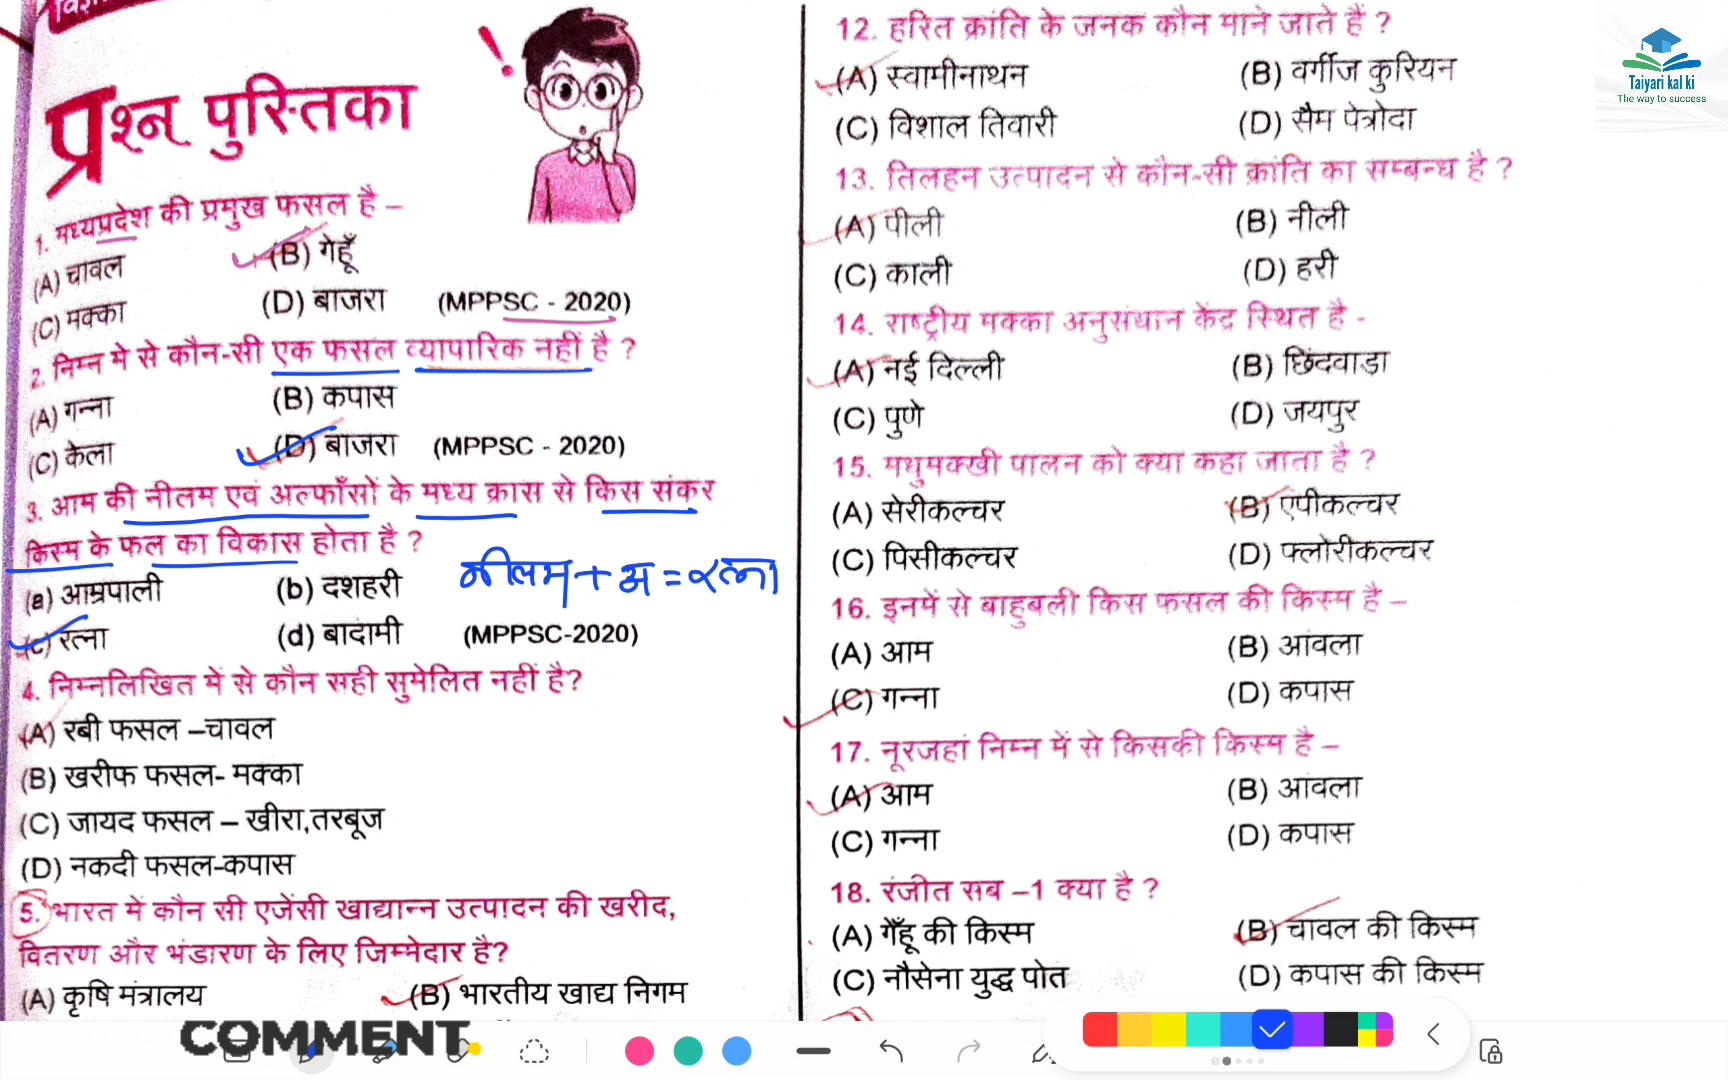 प्रश्न पुस्तिका
1. मध्यप्रदेश की प्रमुख फसल है –
(A) चावल (B) गेहूँ
(C) मक्का (D) बाजरा (MPPSC - 2020)
2. निम्न मे से कौन-सी एक फसल व्यापारिक नहीं है ?
(A) गन्ना (B) कपास
(C) केला (D) बाजरा (MPPSC - 2020)
3. आम की नीलम एवं अल्फाँसों के मध्य क्रास से किस संकर
किस्म के फल का विकास होता है ?
नीलम + अ = रत्ना
(a) आम्रपाली (b) दशहरी
(c) रत्ना (d) बादामी (MPPSC-2020)
4. निम्नलिखित में से कौन सही सुमेलित नहीं है?
(A) रबी फसल –चावल
(B) खरीफ फसल- मक्का
(C) जायद फसल – खीरा,तरबूज
(D) नकदी फसल-कपास
5. भारत में कौन सी एजेंसी खाद्यान्न उत्पादन की खरीद,
वितरण और भंडारण के लिए जिम्मेदार है?
(A) कृषि मंत्रालय (B) भारतीय खाद्य निगम
COMMENT
12. हरित क्रांति के जनक कौन माने जाते हैं ?
(A) स्वामीनाथन (B) वर्गीज कुरियन
(C) विशाल तिवारी (D) सैम पेत्रोदा
13. तिलहन उत्पादन से कौन-सी क्रांति का सम्बन्ध है ?
(A) पीली (B) नीली
(C) काली (D) हरी
14. राष्ट्रीय मक्का अनुसंधान केंद्र स्थित है -
(A) नई दिल्ली (B) छिंदवाड़ा
(C) पुणे (D) जयपुर
15. मधुमक्खी पालन को क्या कहा जाता है ?
(A) सेरीकल्चर (B) एपीकल्चर
(C) पिसीकल्चर (D) फ्लोरीकल्चर
16. इनमें से बाहुबली किस फसल की किस्म है –
(A) आम (B) आंवला
(C) गन्ना (D) कपास
17. नूरजहां निम्न में से किसकी किस्म है –
(A) आम (B) आंवला
(C) गन्ना (D) कपास
18. रंजीत सब –1 क्या है ?
(A) गेँहू की किस्म (B) चावल की किस्म
(C) नौसेना युद्ध पोत (D) कपास की किस्म
Taiyari kal ki
The way to success